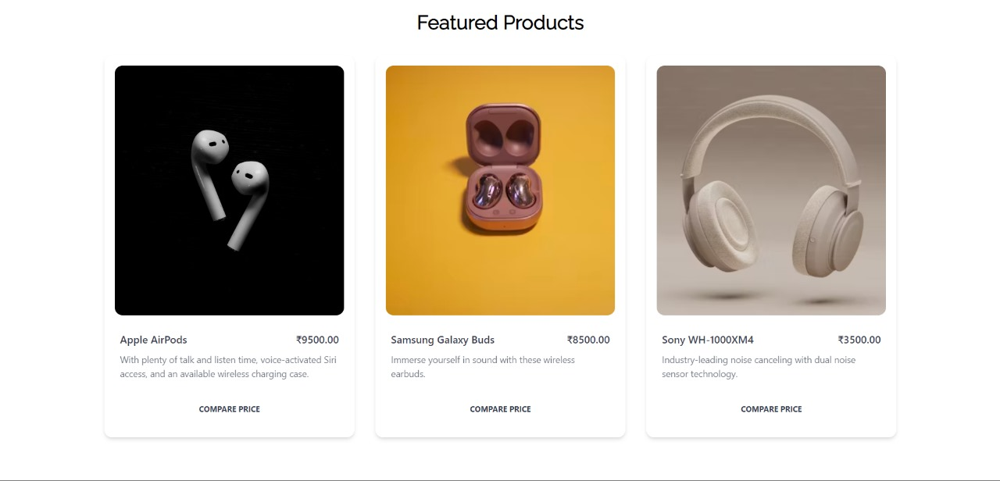 Featured Products
Apple AirPods ₹9500.00
With plenty of talk and listen time, voice-activated Siri
access, and an available wireless charging case.
COMPARE PRICE
Samsung Galaxy Buds ₹8500.00
Immerse yourself in sound with these wireless
earbuds.
COMPARE PRICE
Sony WH-1000XM4 ₹3500.00
Industry-leading noise canceling with dual noise
sensor technology.
COMPARE PRICE